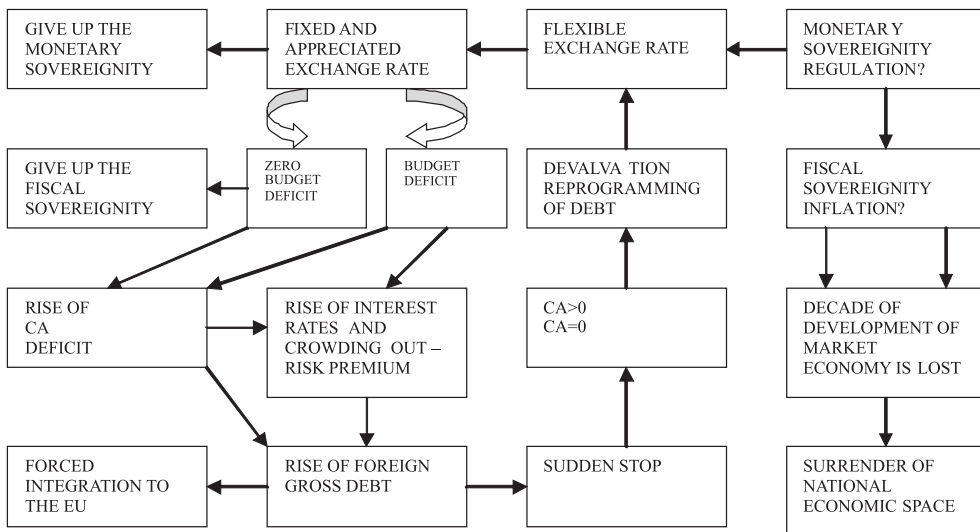 GIVE UP THE
MONETARY
SOVEREIGNITY
FIXED AND
APPRECIATED
EXCHANGE RATE
FLEXIBLE
EXCHANGE RATE
MONETARY
SOVEREIGNITY
REGULATION?
GIVE UP THE
FISCAL
SOVEREIGNITY
ZERO
BUDGET
DEFICIT
BUDGET
DEFICIT
DEVALVA TION
REPROGRAMMING
OF DEBT
FISCAL
SOVEREIGNITY
INFLATION?
RISE OF
CA
DEFICIT
RISE OF INTEREST
RATES AND
CROWDING OUT –
RISK PREMIUM
CA>0
CA=0
DECADE OF
DEVELOPMENT OF
MARKET
ECONOMY IS LOST
FORCED
INTEGRATION TO
THE EU
RISE OF FOREIGN
GROSS DEBT
SUDDEN STOP
SURRENDER OF
NATIONAL
ECONOMIC SPACE